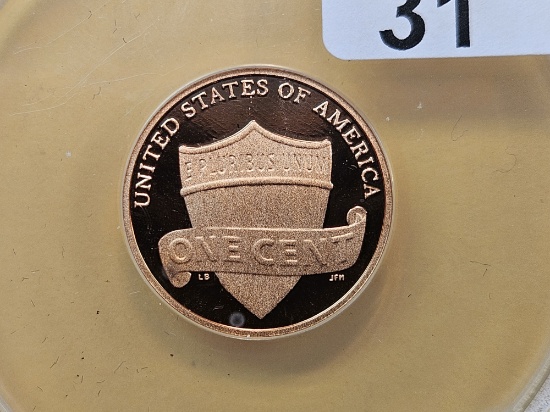 31
UNITED STATES OF AMERICA
E PLURIBUS UNUM
ONE CENT
LB JFM